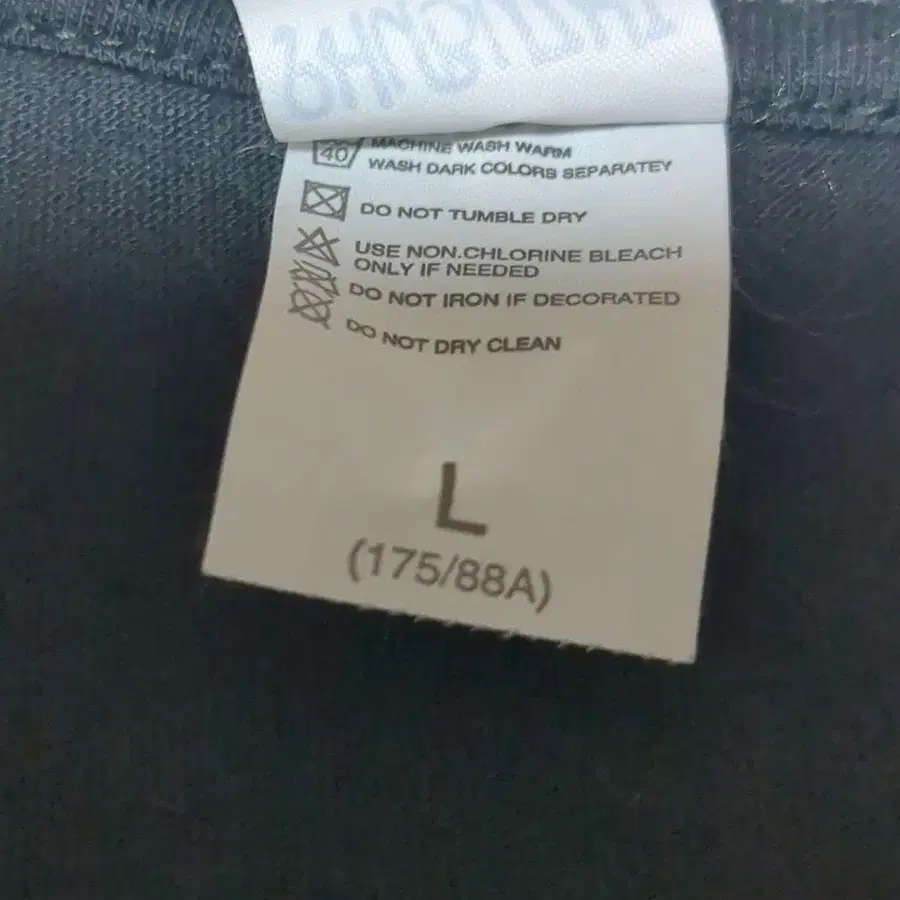 40
MACHINE WASH WARM
WASH DARK COLORS SEPARATEY
DO NOT TUMBLE DRY
USE NON.CHLORINE BLEACH
ONLY IF NEEDED
DO NOT IRON IF DECORATED
DO NOT DRY CLEAN
L
(175/88A)